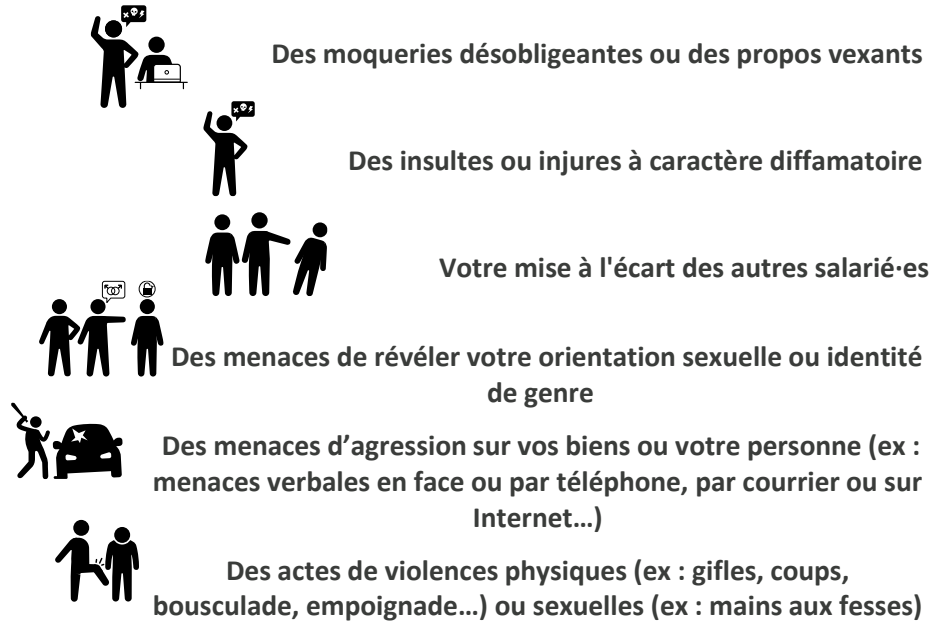 Des moqueries désobligeantes ou des propos vexants
Des insultes ou injures à caractère diffamatoire
Votre mise à l'écart des autres salarié·es
Des menaces de révéler votre orientation sexuelle ou identité
de genre
Des menaces d’agression sur vos biens ou votre personne (ex :
menaces verbales en face ou par téléphone, par courrier ou sur
Internet…)
Des actes de violences physiques (ex : gifles, coups,
bousculade, empoignade…) ou sexuelles (ex : mains aux fesses)